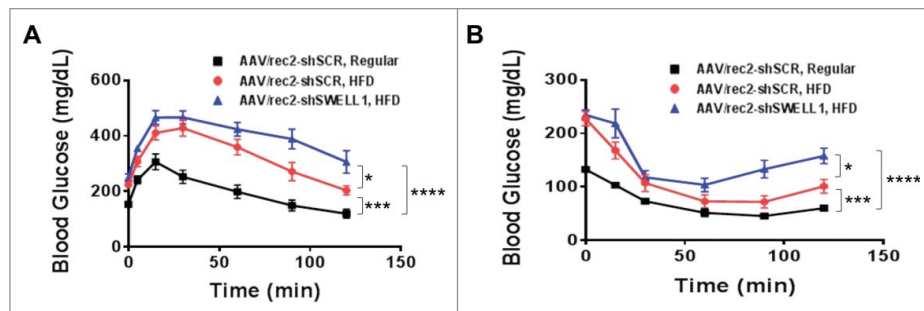 A
AAV/rec2-shSCR, Regular
AAV/rec2-shSCR, HFD
AAV/rec2-shSWELL1, HFD
Blood Glucose (mg/dL)
600
400
200
0
*
***
****
0
50
100
150
Time (min)
B
AAV/rec2-shSCR, Regular
AAV/rec2-shSCR, HFD
AAV/rec2-shSWELL1, HFD
Blood Glucose (mg/dL)
300
200
100
0
*
***
****
0
50
100
150
Time (min)